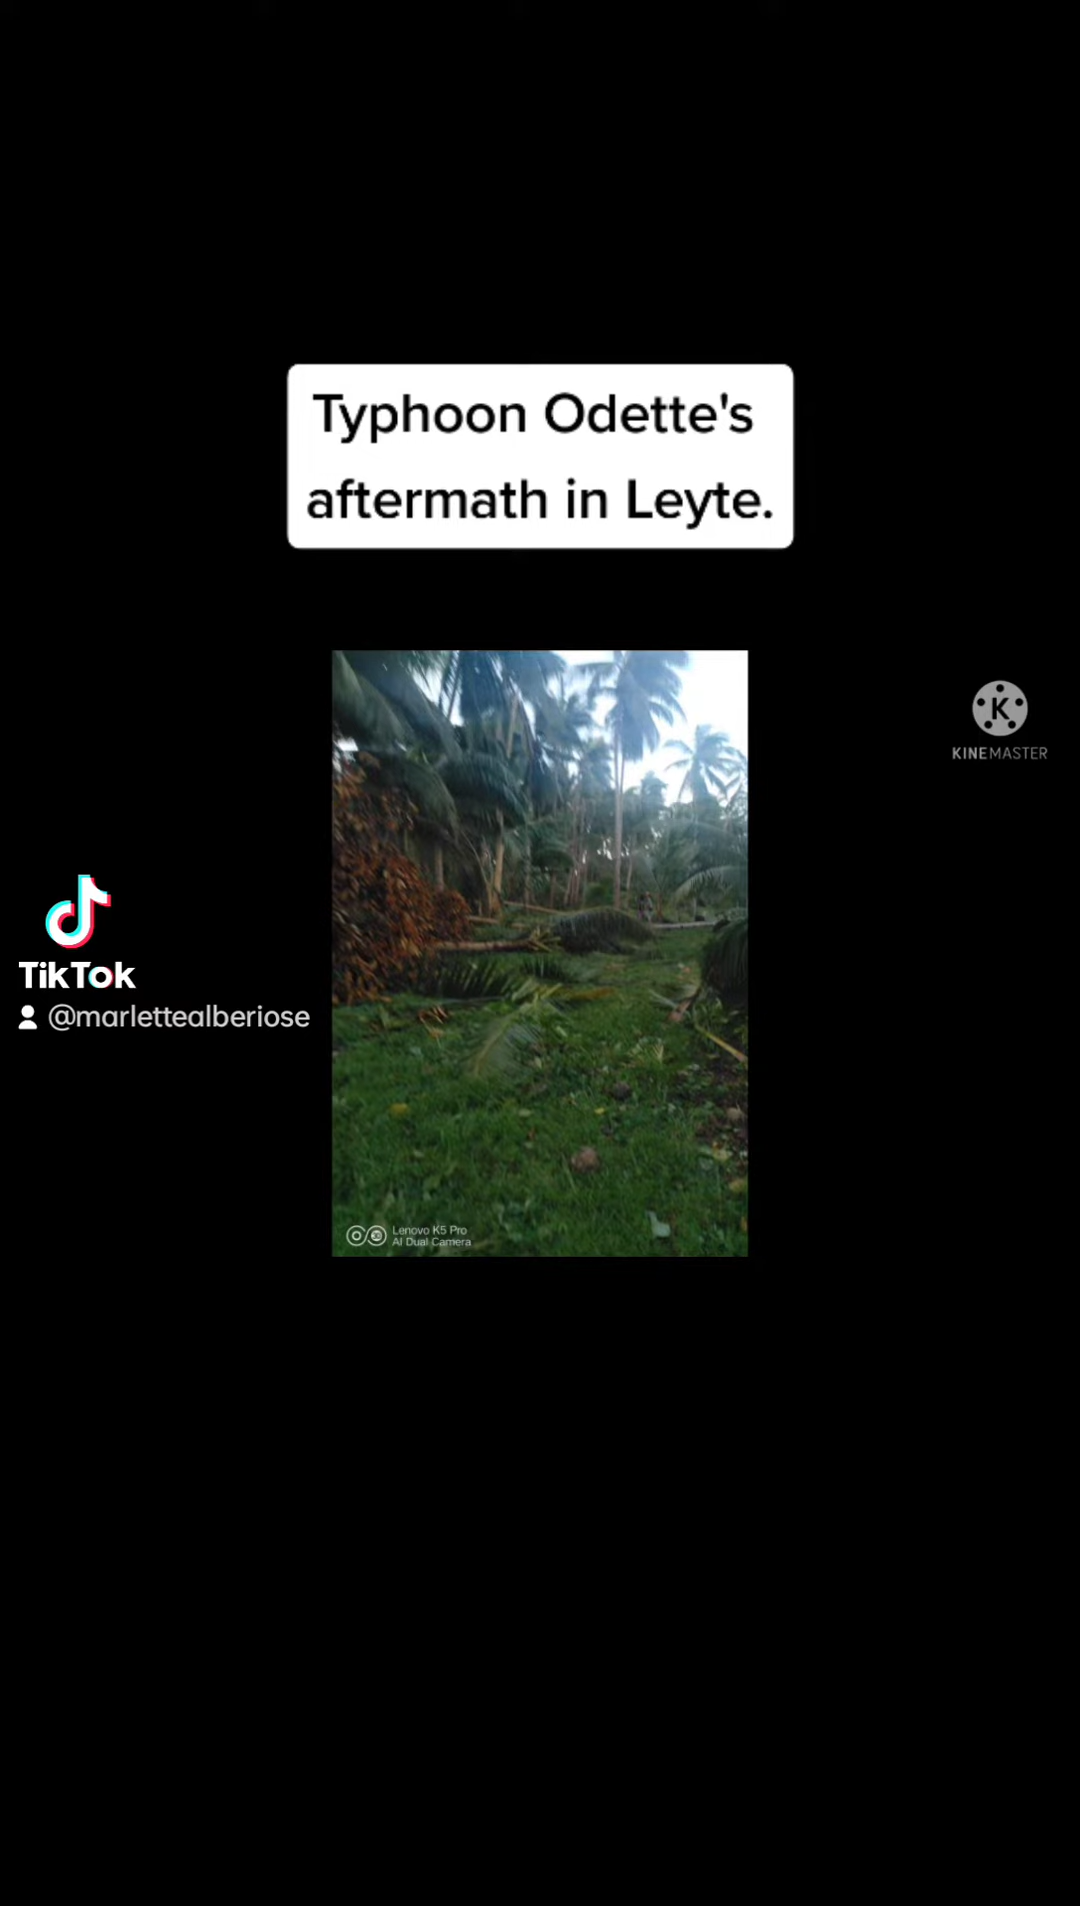 Typhoon Odette's
aftermath in Leyte.
KINEMASTER
TikTok
@marlettealberiose
Lenovo K5 Pro
AI Dual Camera